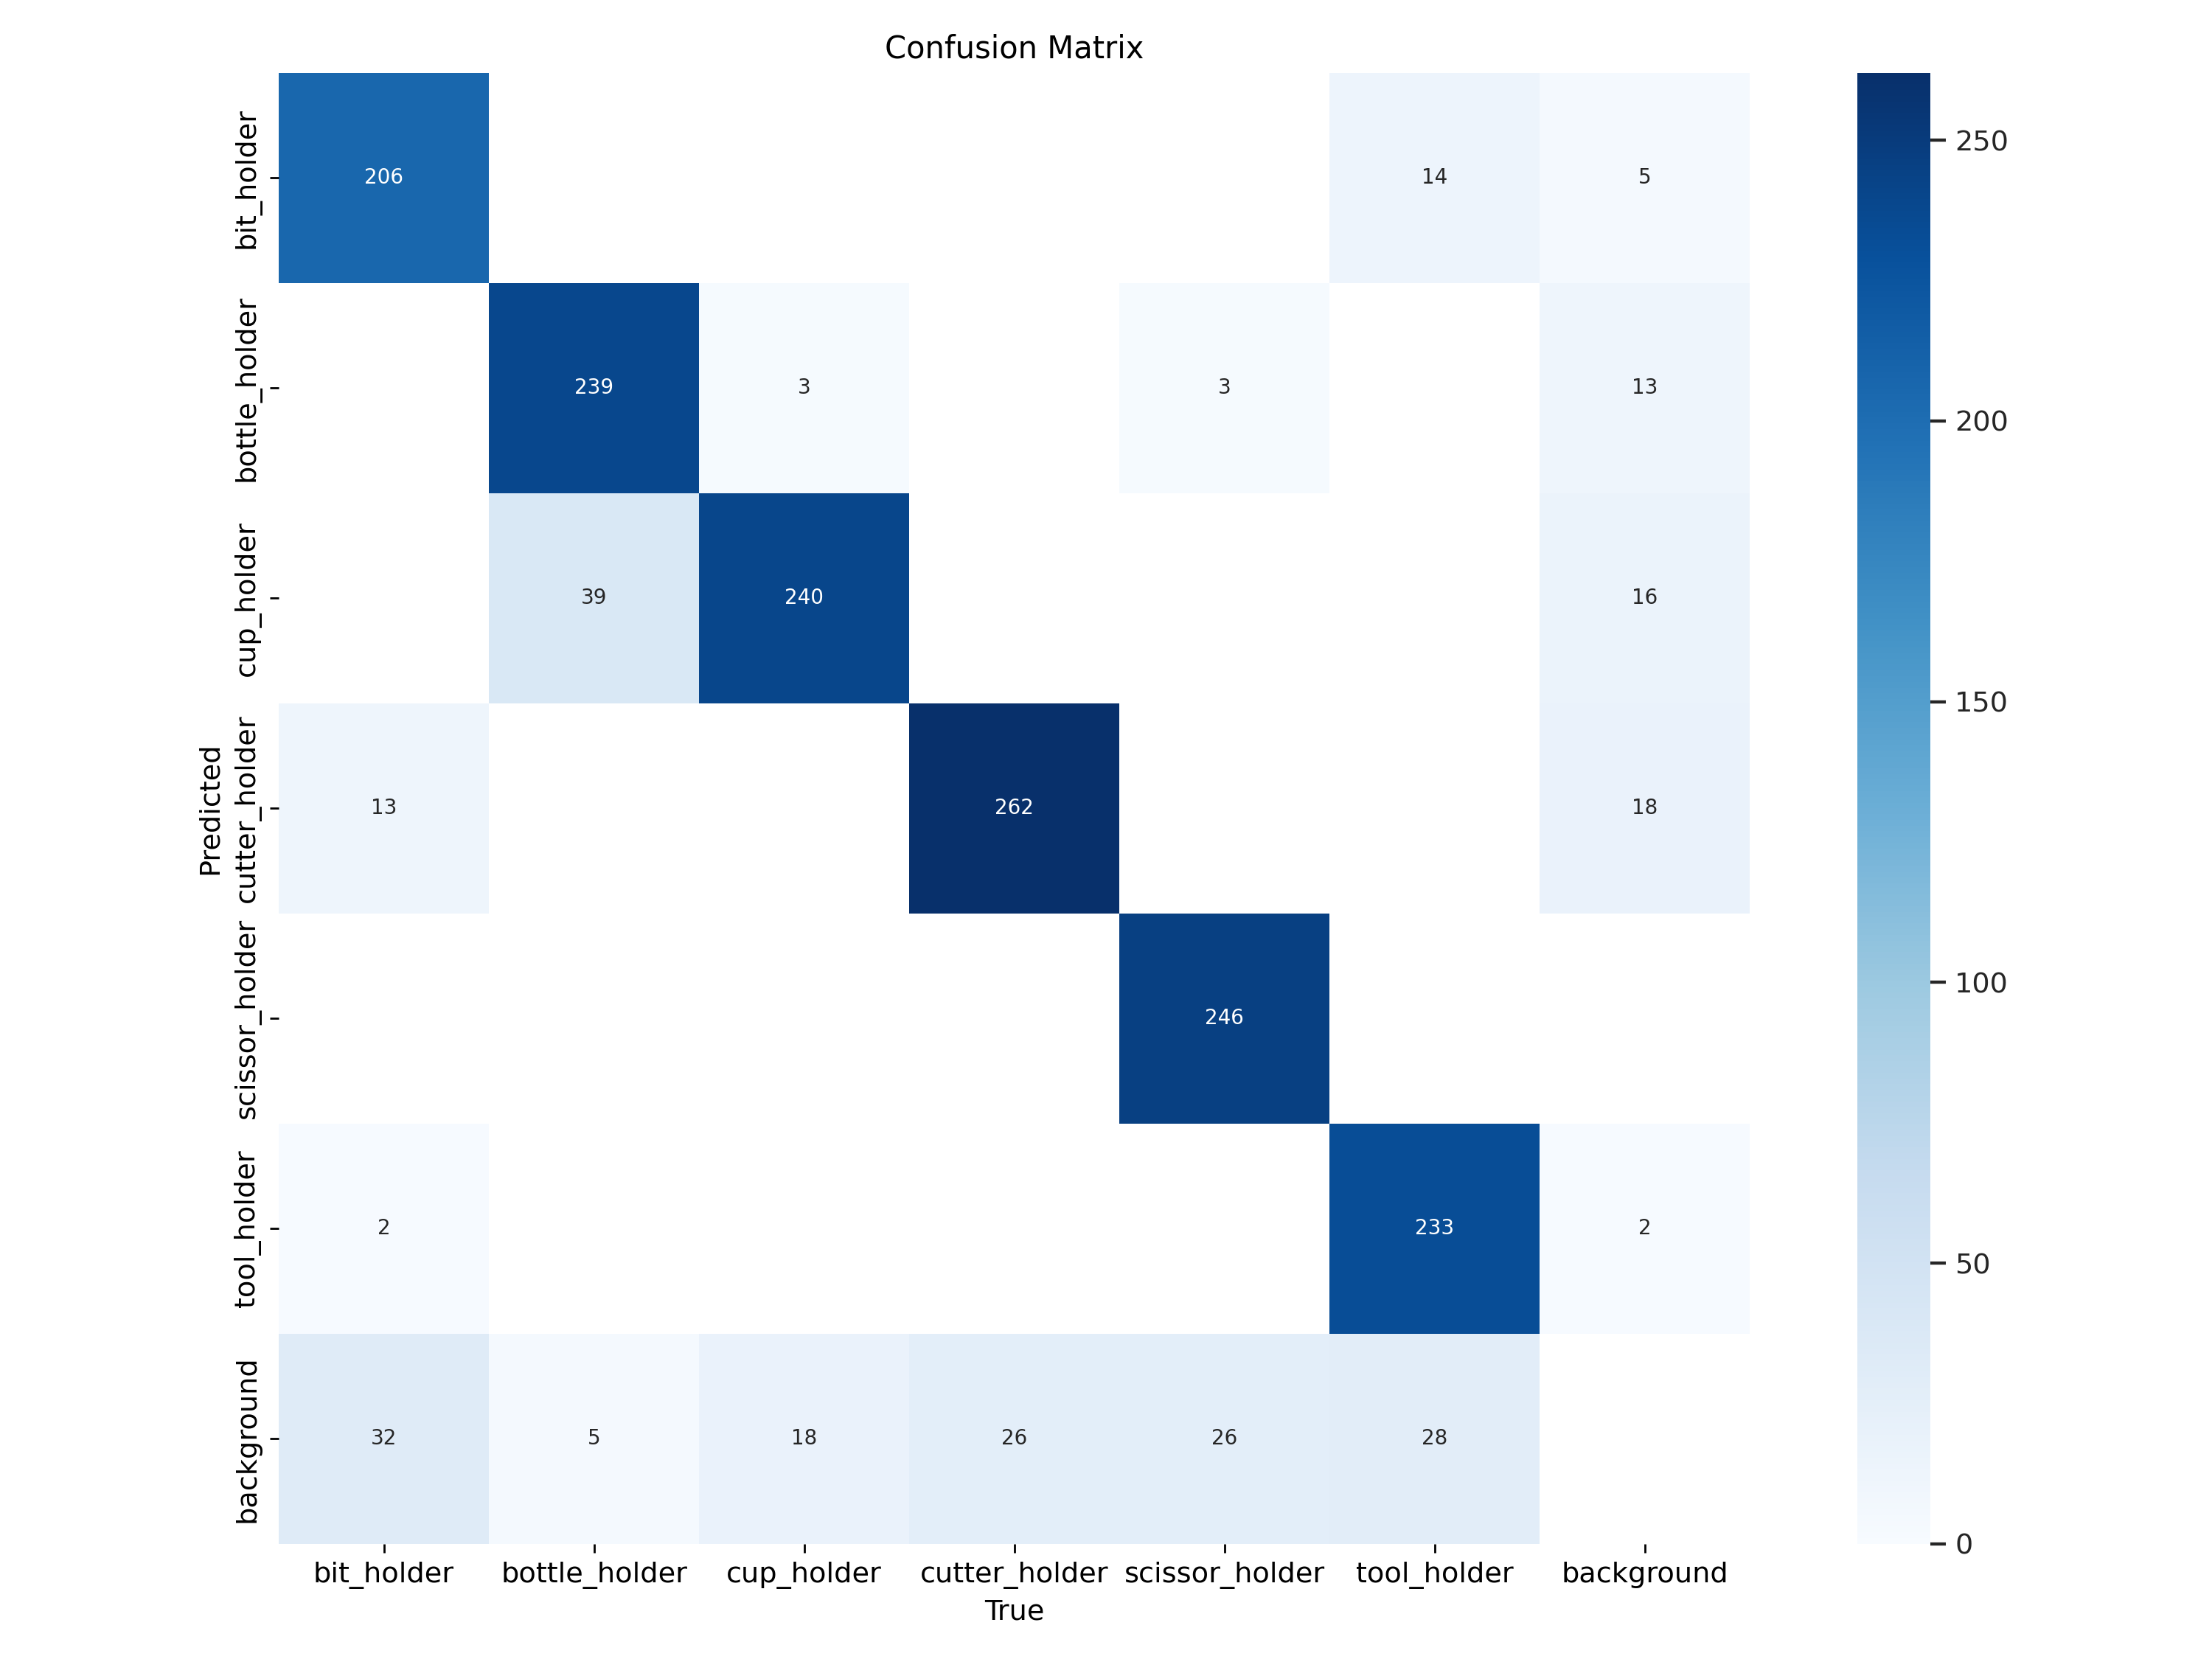 Confusion Matrix
bit_holder 206 14 5
bottle_holder 239 3 3 13
cup_holder 39 240 16
cutter_holder 13 262 18
scissor_holder 246
tool_holder 2 233 2
background 32 5 18 26 26 28
Predicted
bit_holder bottle_holder cup_holder cutter_holder scissor_holder tool_holder background
True
250
200
150
100
50
0